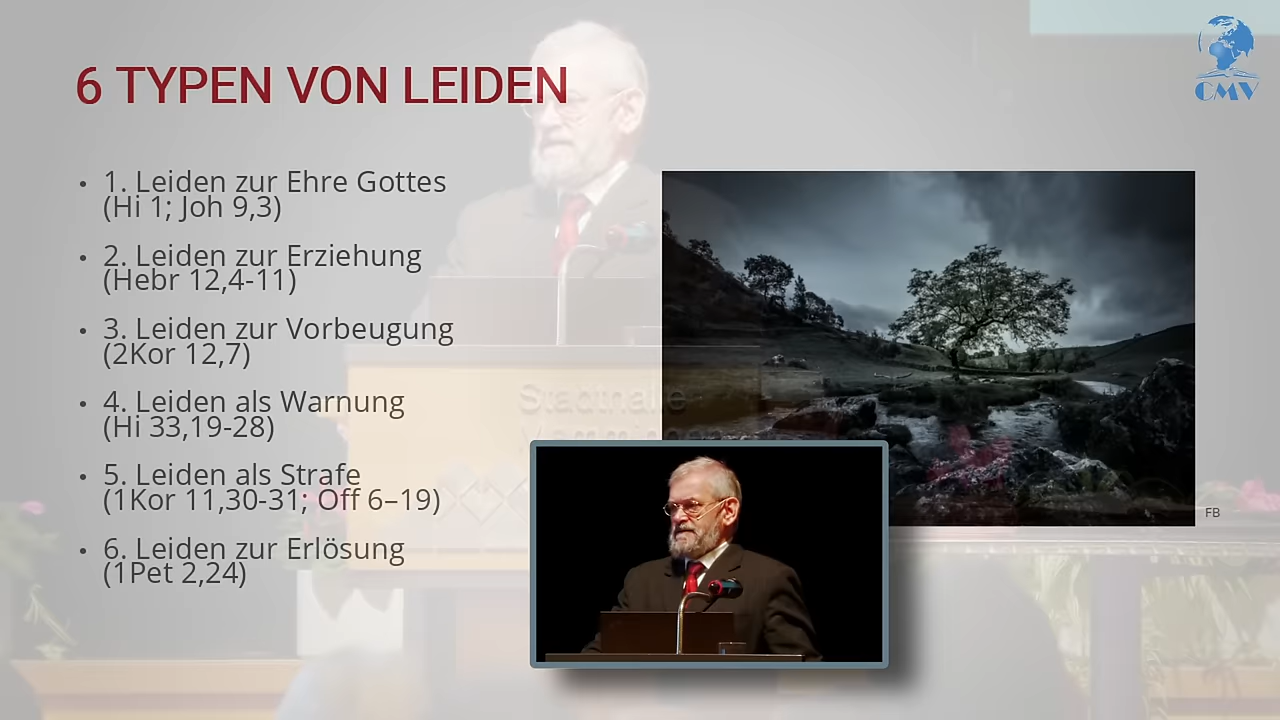 6 TYPEN VON LEIDEN
CMV
• 1. Leiden zur Ehre Gottes
(Hi 1; Joh 9,3)
• 2. Leiden zur Erziehung
(Hebr 12,4-11)
• 3. Leiden zur Vorbeugung
(2Kor 12,7)
• 4. Leiden als Warnung
(Hi 33,19-28)
• 5. Leiden als Strafe
(1Kor 11,30-31; Off 6–19)
• 6. Leiden zur Erlösung
(1Pet 2,24)
Stadthalle
FB